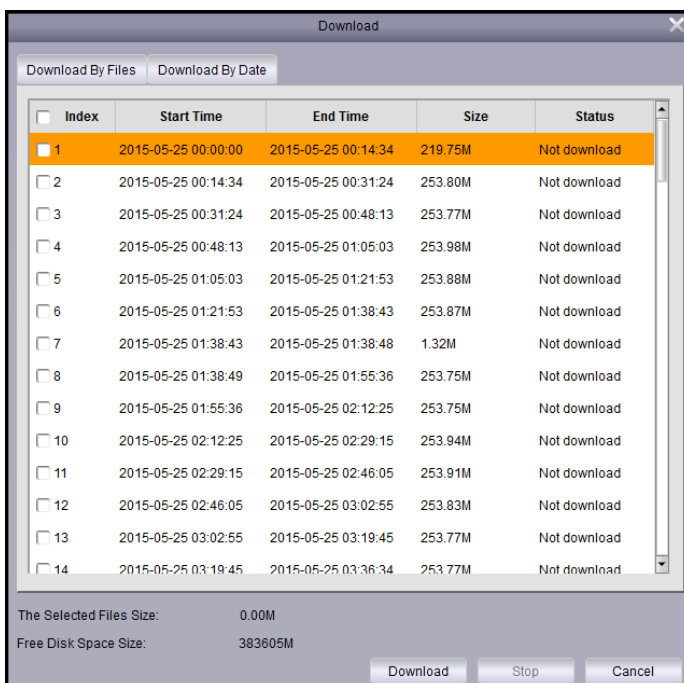 Download
Download By Files Download By Date
Index Start Time End Time Size Status
1 2015-05-25 00:00:00 2015-05-25 00:14:34 219.75M Not download
2 2015-05-25 00:14:34 2015-05-25 00:31:24 253.80M Not download
3 2015-05-25 00:31:24 2015-05-25 00:48:13 253.77M Not download
4 2015-05-25 00:48:13 2015-05-25 01:05:03 253.98M Not download
5 2015-05-25 01:05:03 2015-05-25 01:21:53 253.88M Not download
6 2015-05-25 01:21:53 2015-05-25 01:38:43 253.87M Not download
7 2015-05-25 01:38:43 2015-05-25 01:38:48 1.32M Not download
8 2015-05-25 01:38:49 2015-05-25 01:55:36 253.75M Not download
9 2015-05-25 01:55:36 2015-05-25 02:12:25 253.75M Not download
10 2015-05-25 02:12:25 2015-05-25 02:29:15 253.94M Not download
11 2015-05-25 02:29:15 2015-05-25 02:46:05 253.91M Not download
12 2015-05-25 02:46:05 2015-05-25 03:02:55 253.83M Not download
13 2015-05-25 03:02:55 2015-05-25 03:19:45 253.77M Not download
14 2015-05-25 03:19:45 2015-05-25 03:36:34 253.77M Not download
The Selected Files Size: 0.00M
Free Disk Space Size: 383605M
Download Stop Cancel